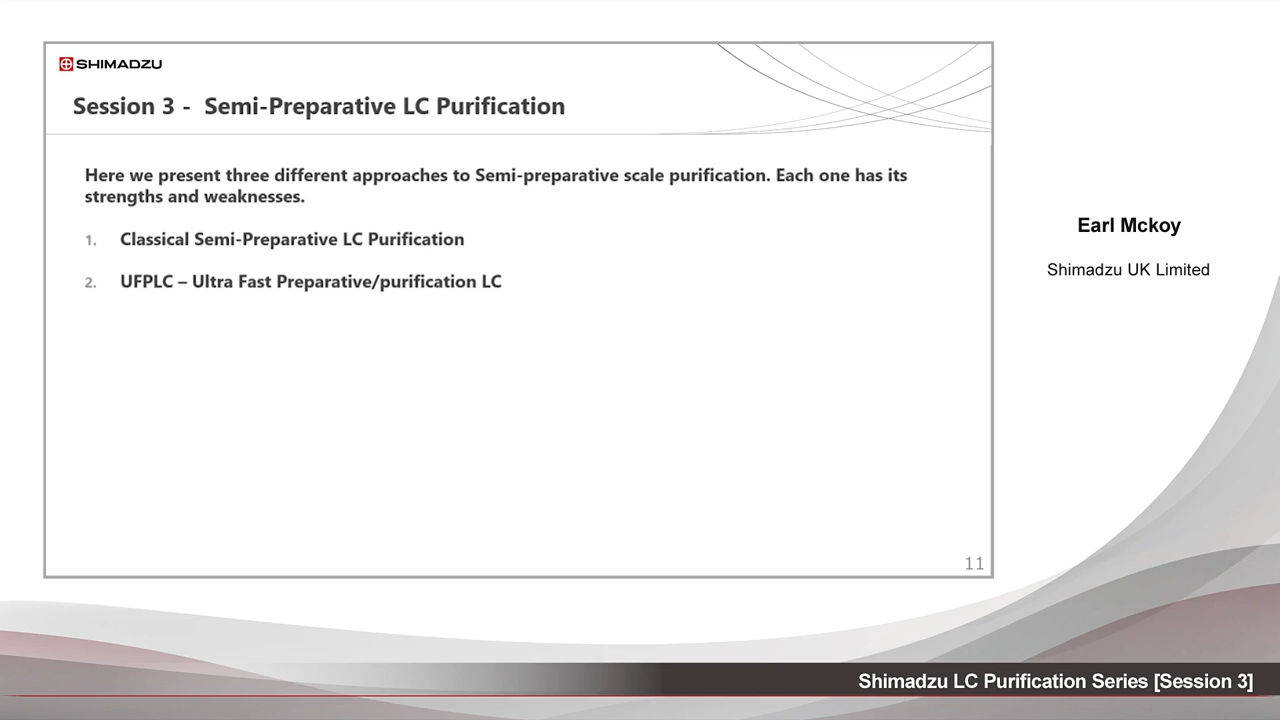 SHIMADZU
Session 3 - Semi-Preparative LC Purification
Here we present three different approaches to Semi-preparative scale purification. Each one has its
strengths and weaknesses.
1. Classical Semi-Preparative LC Purification
2. UFPLC – Ultra Fast Preparative/purification LC
11
Earl Mckoy
Shimadzu UK Limited
Shimadzu LC Purification Series [Session 3]